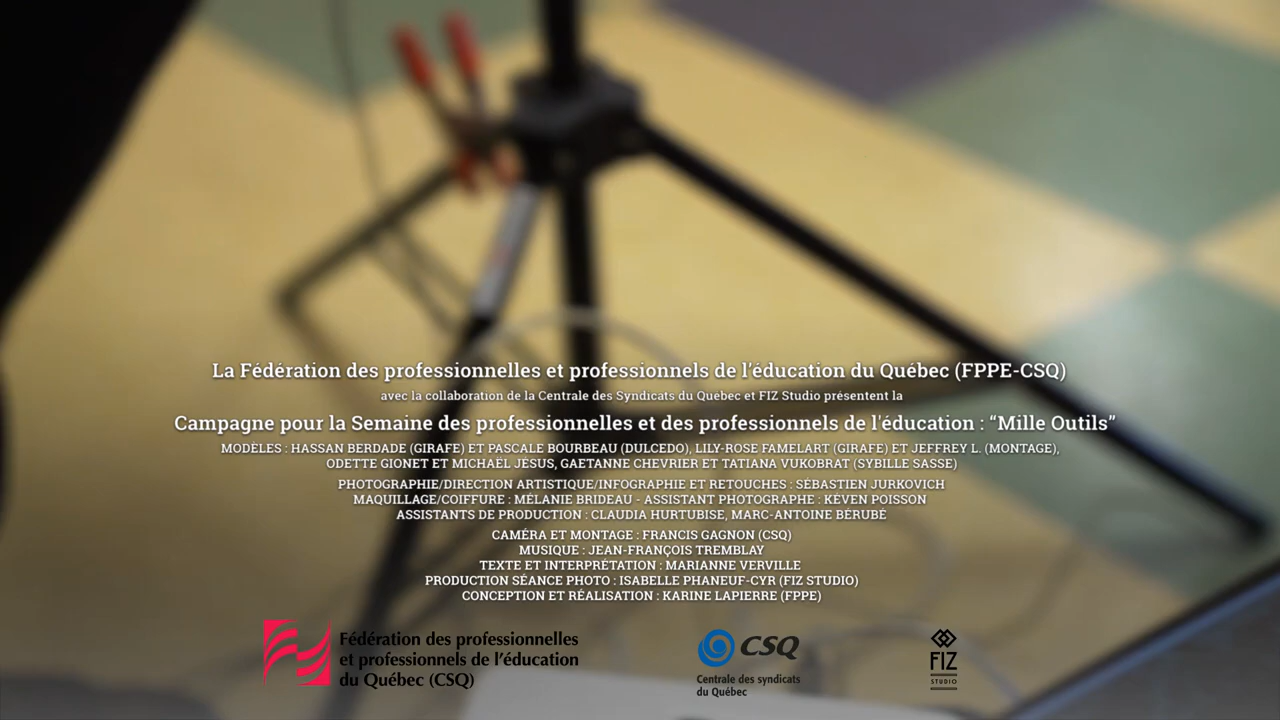 La Fédération des professionnelles et professionnels de l'éducation du Québec (FPPE-CSQ)
avec la collaboration de la Centrale des Syndicats du Québec et FIZ Studio présentent la
Campagne pour la Semaine des professionnelles et des professionnels de l'éducation : “Mille Outils”
MODÈLES : HASSAN BERDADE (GIRAFE) ET PASCALE BOURBEAU (DULCEDO), LILY-ROSE FAMELART (GIRAFE) ET JEFFREY L. (MONTAGE),
ODETTE GIONET ET MICHAËL JÉSUS, GAETANNE CHEVRIER ET TATIANA VUKOBRAT (SYBILLE SASSE)
PHOTOGRAPHIE/DIRECTION ARTISTIQUE/INFOGRAPHIE ET RETOUCHES : SÉBASTIEN JURKOVICH
MAQUILLAGE/COIFFURE : MÉLANIE BRIDEAU - ASSISTANT PHOTOGRAPHE : KÉVEN POISSON
ASSISTANTS DE PRODUCTION : CLAUDIA HURTUBISE, MARC-ANTOINE BÉRUBÉ
CAMÉRA ET MONTAGE : FRANCIS GAGNON (CSQ)
MUSIQUE : JEAN-FRANÇOIS TREMBLAY
TEXTE ET INTERPRÉTATION : MARIANNE VERVILLE
PRODUCTION SÉANCE PHOTO : ISABELLE PHANEUF-CYR (FIZ STUDIO)
CONCEPTION ET RÉALISATION : KARINE LAPIERRE (FPPE)
Fédération des professionnelles
et professionnels de l'éducation
du Québec (CSQ)
CSQ
Centrale des syndicats
du Québec
FIZ
STUDIO